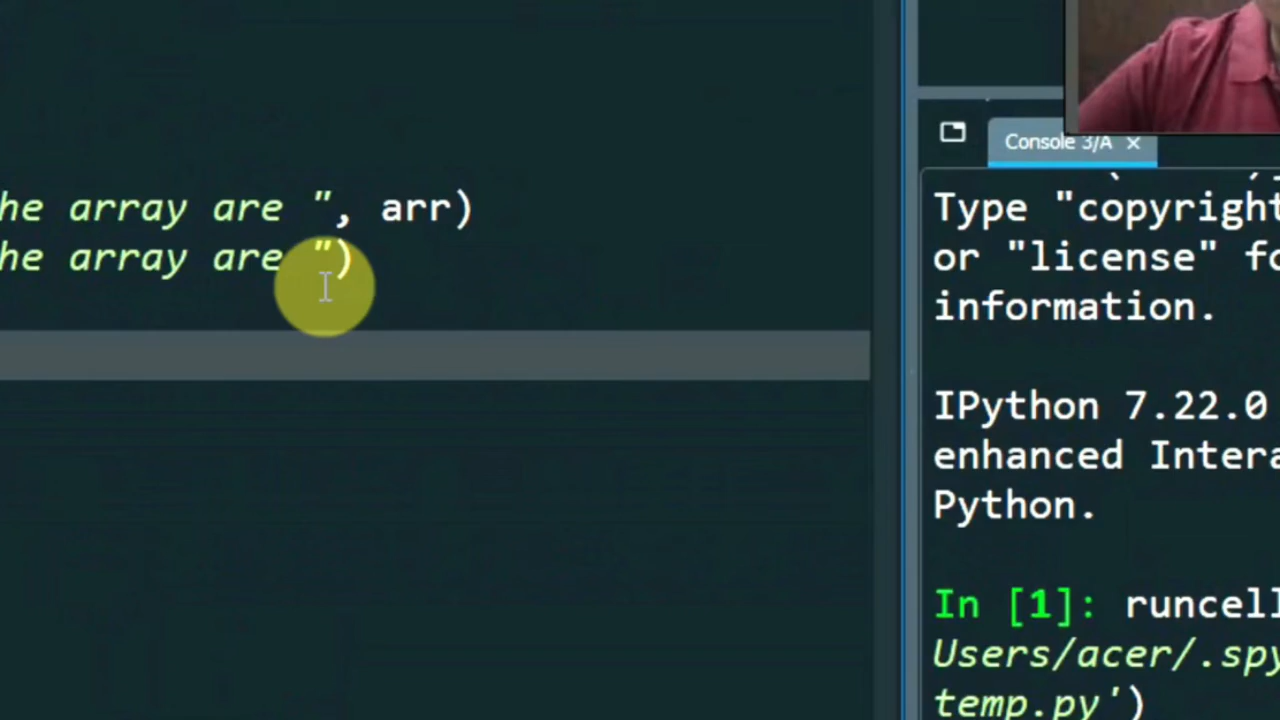 he array are ", arr)
he array are ")
Console 3/A
Type "copyright
or "license" fo
information.
IPython 7.22.0
enhanced Intera
Python.
In [1]: runcell
Users/acer/.spy
temp.py')